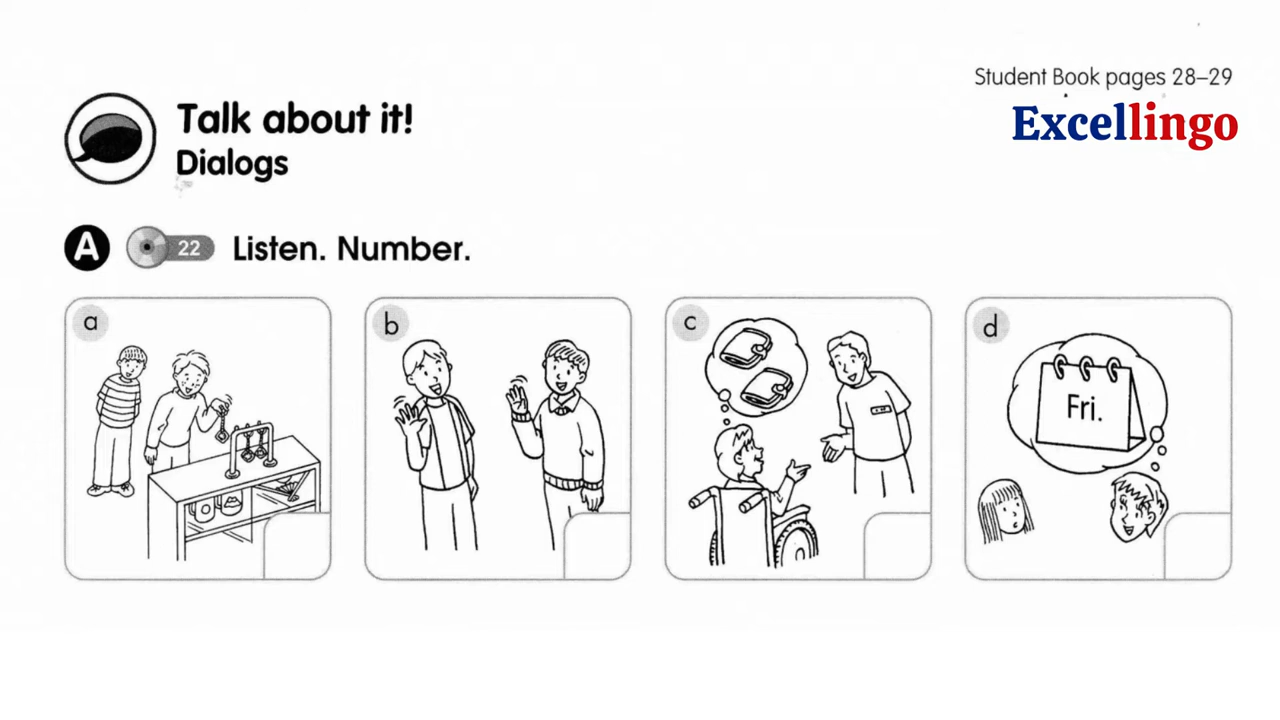 Student Book pages 28–29
Excellingo
Talk about it!
Dialogs
A 22 Listen. Number.
a
b
c
d
Fri.